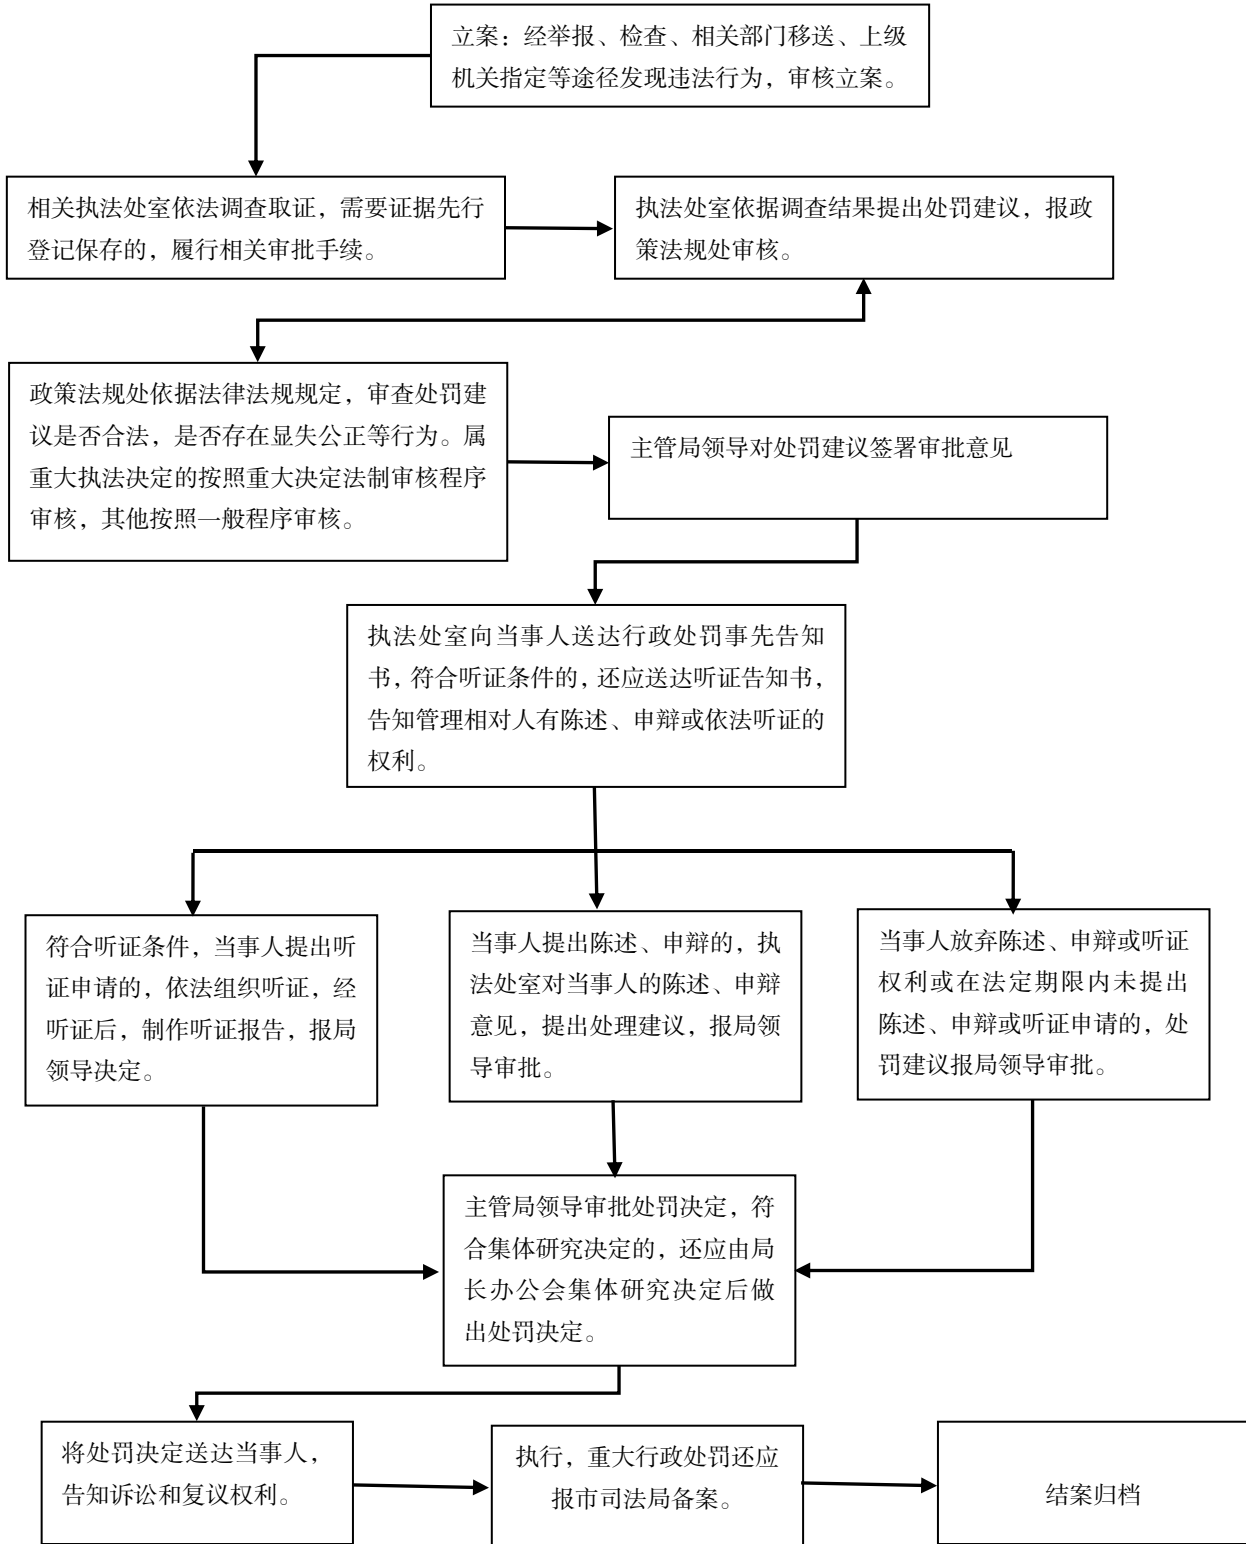 立案：经举报、检查、相关部门移送、上级
机关指定等途径发现违法行为，审核立案。
相关执法处室依法调查取证，需要证据先行
登记保存的，履行相关审批手续。
执法处室依据调查结果提出处罚建议，报政
策法规处审核。
政策法规处依据法律法规规定，审查处罚建
议是否合法，是否存在显失公正等行为。属
重大执法决定的按照重大决定法制审核程序
审核，其他按照一般程序审核。
主管局领导对处罚建议签署审批意见
执法处室向当事人送达行政处罚事先告知
书，符合听证条件的，还应送达听证告知书，
告知管理相对人有陈述、申辩或依法听证的
权利。
符合听证条件，当事人提出听
证申请的，依法组织听证，经
听证后，制作听证报告，报局
领导决定。
当事人提出陈述、申辩的，执
法处室对当事人的陈述、申辩
意见，提出处理建议，报局领
导审批。
当事人放弃陈述、申辩或听证
权利或在法定期限内未提出
陈述、申辩或听证申请的，处
罚建议报局领导审批。
主管局领导审批处罚决定，符
合集体研究决定的，还应由局
长办公会集体研究决定后做
出处罚决定。
将处罚决定送达当事人，
告知诉讼和复议权利。
执行，重大行政处罚还应
报市司法局备案。
结案归档